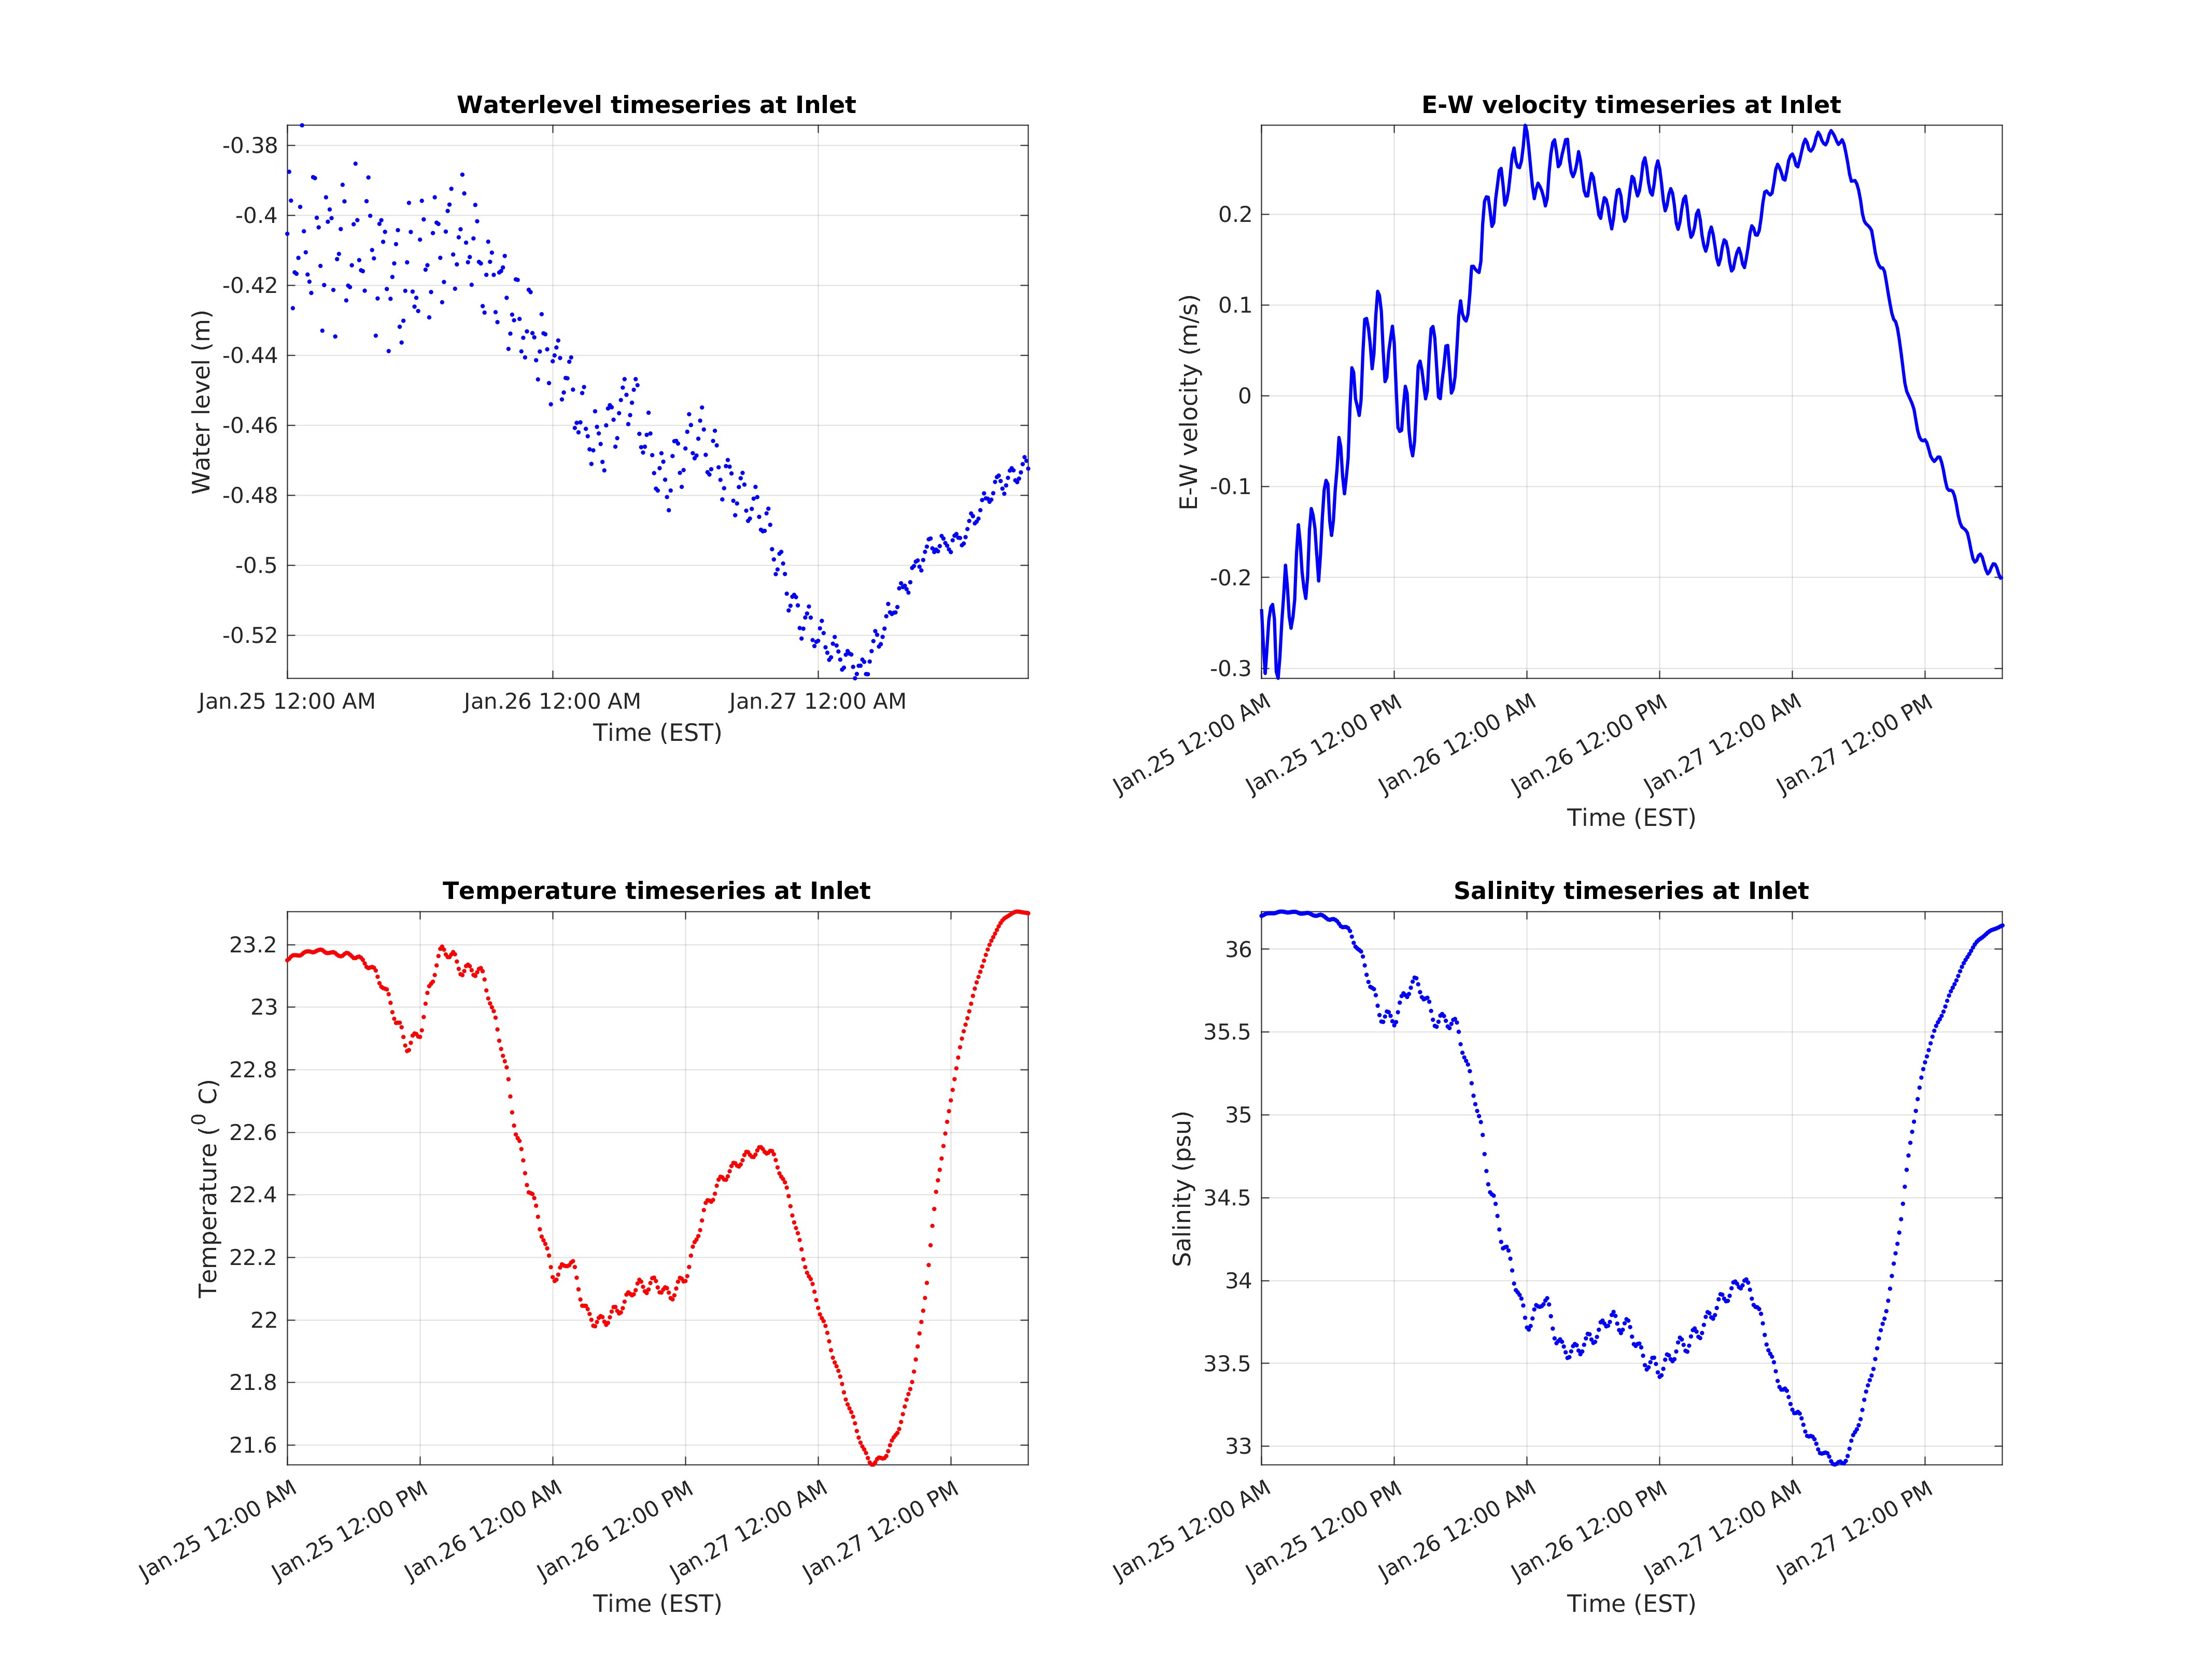 Waterlevel timeseries at Inlet
-0.38
-0.4
-0.42
-0.44
-0.46
-0.48
-0.5
-0.52
Water level (m)
Jan.25 12:00 AM Jan.26 12:00 AM Jan.27 12:00 AM
Time (EST)
E-W velocity timeseries at Inlet
0.2
0.1
0
-0.1
-0.2
-0.3
E-W velocity (m/s)
Jan.25 12:00 AM
Jan.25 12:00 PM
Jan.26 12:00 AM
Jan.26 12:00 PM
Jan.27 12:00 AM
Jan.27 12:00 PM
Time (EST)
Temperature timeseries at Inlet
23.2
23
22.8
22.6
22.4
22.2
22
21.8
21.6
Temperature (⁰ C)
Jan.25 12:00 AM
Jan.25 12:00 PM
Jan.26 12:00 AM
Jan.26 12:00 PM
Jan.27 12:00 AM
Jan.27 12:00 PM
Time (EST)
Salinity timeseries at Inlet
36
35.5
35
34.5
34
33.5
33
Salinity (psu)
Jan.25 12:00 AM
Jan.25 12:00 PM
Jan.26 12:00 AM
Jan.26 12:00 PM
Jan.27 12:00 AM
Jan.27 12:00 PM
Time (EST)